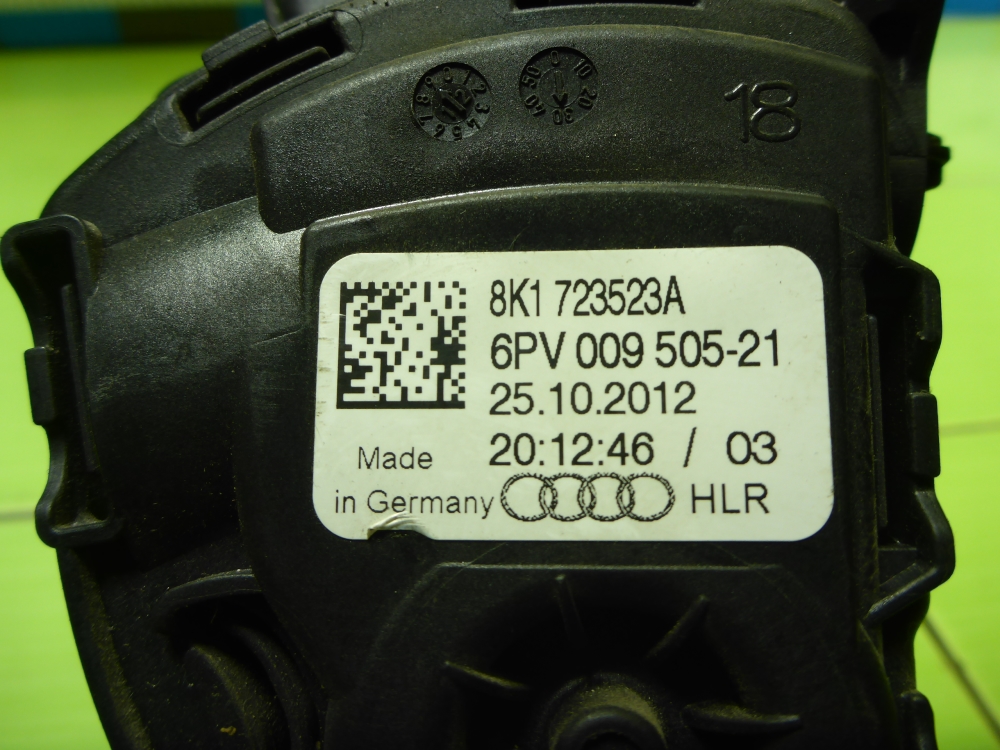 18
8K1 723523A
6PV 009 505-21
25.10.2012
20:12:46 / 03
Made
in Germany HLR